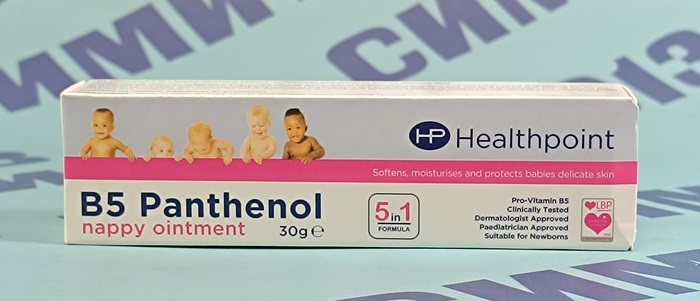 СИМИ
HP Healthpoint
Softens, moisturises and protects babies delicate skin
B5 Panthenol
nappy ointment 30g e
5 in 1
FORMULA
Pro-Vitamin B5
Clinically Tested
Dermatologist Approved
Paediatrician Approved
Suitable for Newborns
LBP